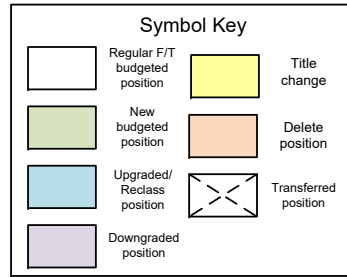 Symbol Key
Regular F/T
budgeted
position
New
budgeted
position
Upgraded/
Reclass
position
Downgraded
position
Title
change
Delete
position
Transferred
position